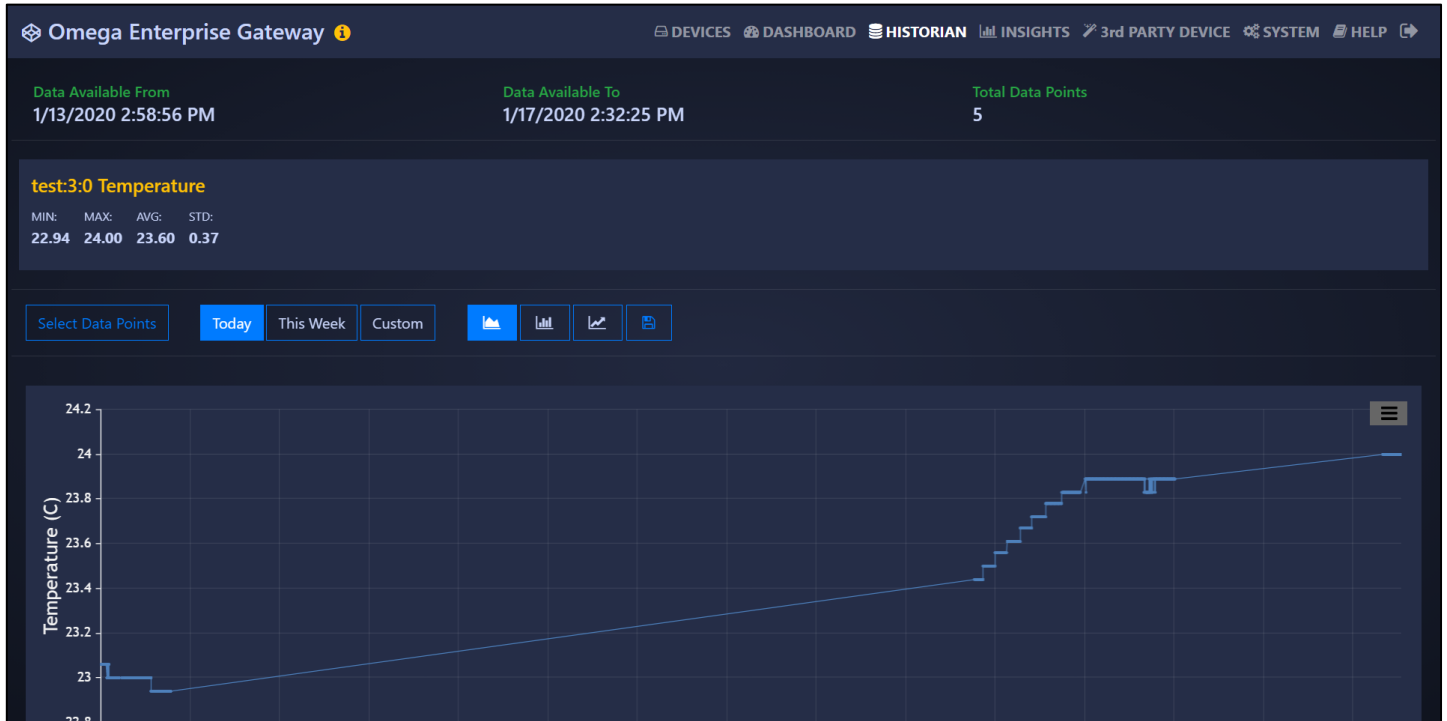 Omega Enterprise Gateway
DEVICES DASHBOARD HISTORIAN INSIGHTS 3rd PARTY DEVICE SYSTEM HELP
Data Available From Data Available To Total Data Points
1/13/2020 2:58:56 PM 1/17/2020 2:32:25 PM 5
test:3:0 Temperature
MIN: MAX: AVG: STD:
22.94 24.00 23.60 0.37
Select Data Points Today This Week Custom
24.2
24
23.8
23.6
23.4
23.2
23
22.8
Temperature (C)